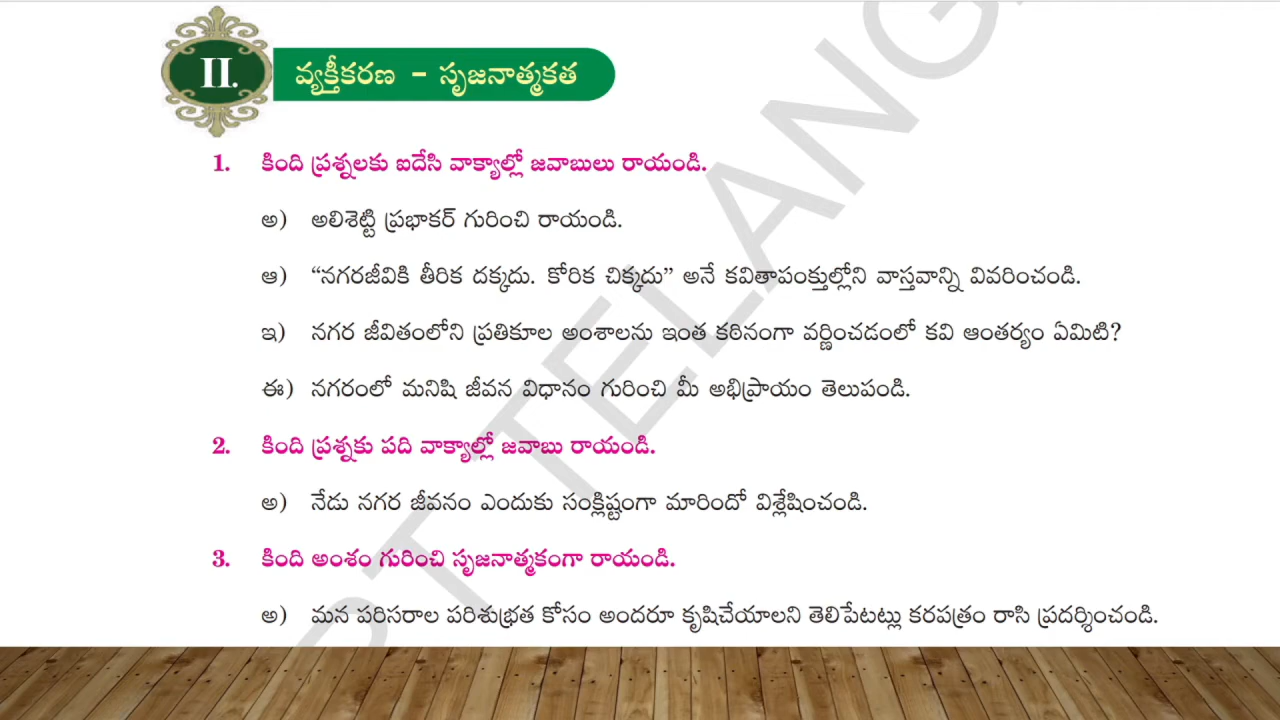 II. వ్యక్తీకరణ - సృజనాత్మకత
1. కింది ప్రశ్నలకు ఐదేసి వాక్యాల్లో జవాబులు రాయండి.
అ) అలిశెట్టి ప్రభాకర్ గురించి రాయండి.
ఆ) “నగరజీవికి తీరిక దక్కదు. కోరిక చిక్కదు” అనే కవితాపంక్తుల్లోని వాస్తవాన్ని వివరించండి.
ఇ) నగర జీవితంలోని ప్రతికూల అంశాలను ఇంత కఠినంగా వర్ణించడంలో కవి ఆంతర్యం ఏమిటి?
ఈ) నగరంలో మనిషి జీవన విధానం గురించి మీ అభిప్రాయం తెలుపండి.
2. కింది ప్రశ్నకు పది వాక్యాల్లో జవాబు రాయండి.
అ) నేడు నగర జీవనం ఎందుకు సంక్లిష్టంగా మారిందో విశ్లేషించండి.
3. కింది అంశం గురించి సృజనాత్మకంగా రాయండి.
అ) మన పరిసరాల పరిశుభ్రత కోసం అందరూ కృషిచేయాలని తెలిపేటట్లు కరపత్రం రాసి ప్రదర్శించండి.